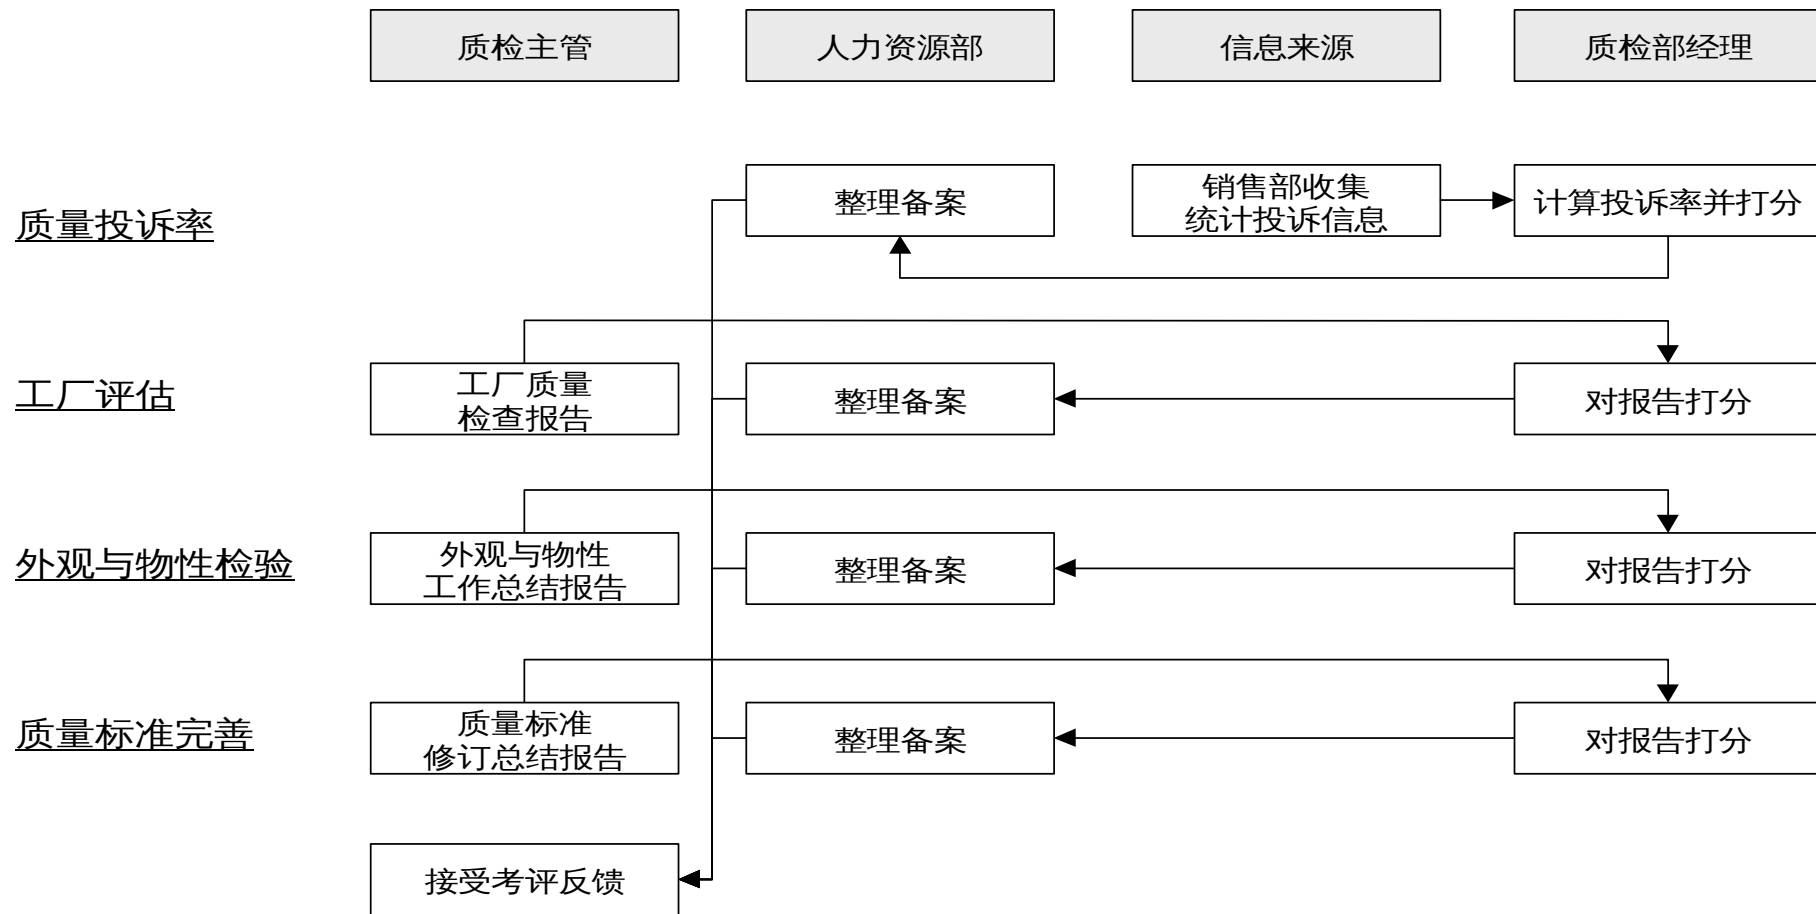 质检主管
人力资源部
信息来源
质检部经理
质量投诉率
整理备案
销售部收集
统计投诉信息
计算投诉率并打分
工厂评估
工厂质量
检查报告
整理备案
对报告打分
外观与物性检验
外观与物性
工作总结报告
整理备案
对报告打分
质量标准完善
质量标准
修订总结报告
整理备案
对报告打分
接受考评反馈